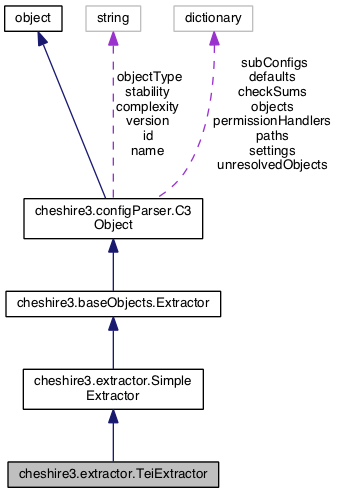 object
string
dictionary
objectType
stability
complexity
version
id
name
subConfigs
defaults
checkSums
objects
permissionHandlers
paths
settings
unresolvedObjects
cheshire3.configParser.C3
Object
cheshire3.baseObjects.Extractor
cheshire3.extractor.Simple
Extractor
cheshire3.extractor.TeiExtractor